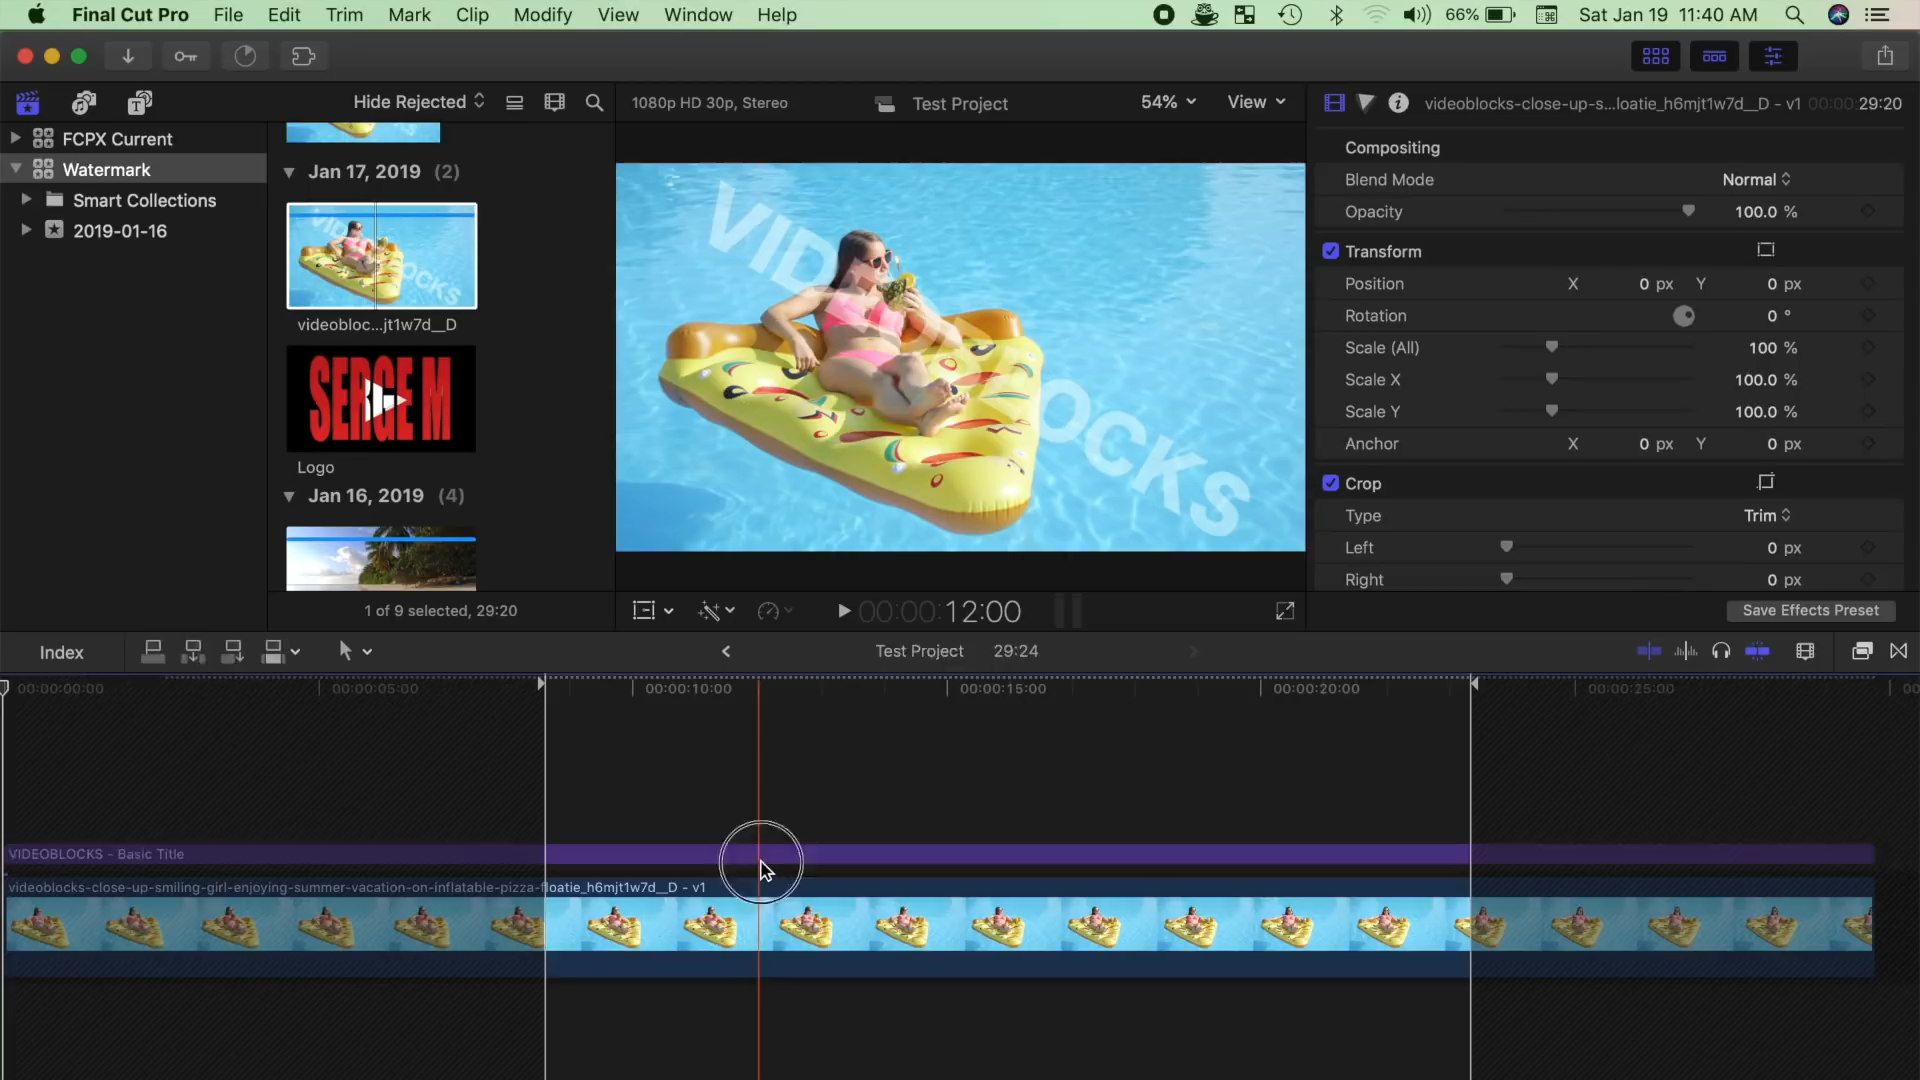 Final Cut Pro File Edit Trim Mark Clip Modify View Window Help 66% Sat Jan 19 11:40 AM
Hide Rejected 1080p HD 30p, Stereo Test Project 54% View videoblocks-close-up-s...loatie_h6mjt1w7d__D - v1 00:00:29:20
FCPX Current
Watermark
Smart Collections
2019-01-16
Jan 17, 2019 (2)
VIDEOBLOCKS
videobloc...jt1w7d__D
SERGE M
Logo
Jan 16, 2019 (4)
1 of 9 selected, 29:20
VIDEOBLOCKS
00:00:12:00
Compositing
Blend Mode Normal
Opacity 100.0 %
Transform
Position X 0 px Y 0 px
Rotation 0 °
Scale (All) 100 %
Scale X 100.0 %
Scale Y 100.0 %
Anchor X 0 px Y 0 px
Crop
Type Trim
Left 0 px
Right 0 px
Save Effects Preset
Index Test Project 29:24
00:00:00:00 00:00:05:00 00:00:10:00 00:00:15:00 00:00:20:00 00:00:25:00 00
VIDEOBLOCKS - Basic Title
videoblocks-close-up-smiling-girl-enjoying-summer-vacation-on-inflatable-pizza-floatie_h6mjt1w7d__D - v1